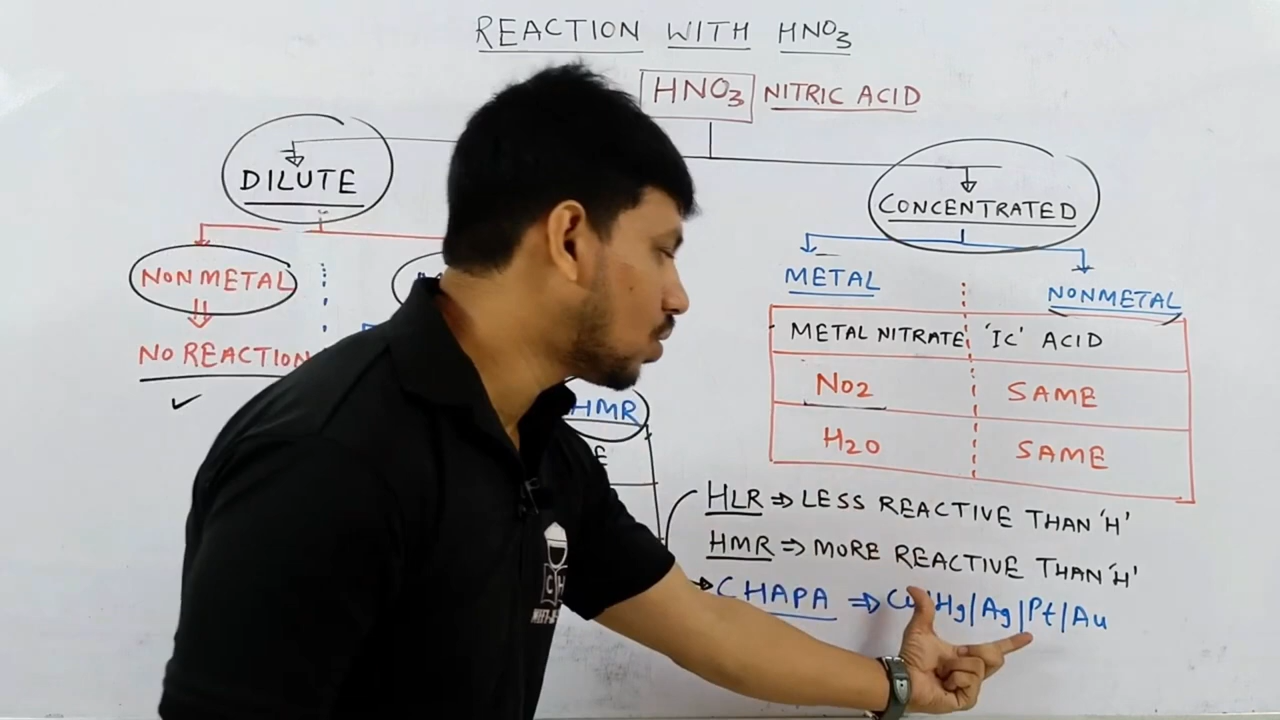 REACTION WITH HNO3
HNO3 NITRIC ACID
DILUTE
CONCENTRATED
NONMETAL
METAL
NONMETAL
NO REACTION
METAL NITRATE 'IC' ACID
HMR
NO2 SAME
H2O SAME
E
HLR ⇒ LESS REACTIVE THAN 'H'
HMR ⇒ MORE REACTIVE THAN 'H'
CHAPA ⇒ Hg|Ag|Pt|Au
CH